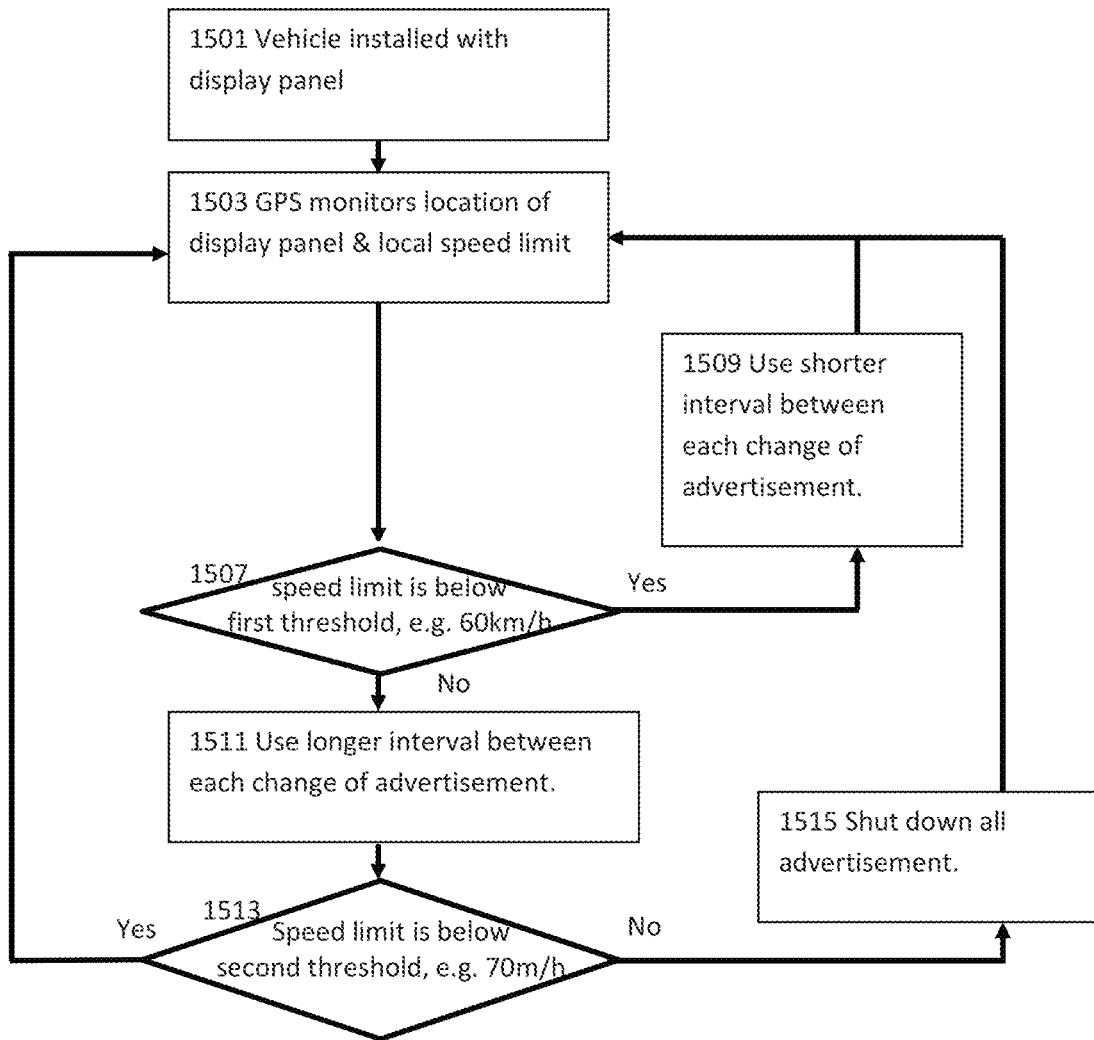 1501 Vehicle installed with
display panel
1503 GPS monitors location of
display panel & local speed limit
1509 Use shorter
interval between
each change of
advertisement.
1507
speed limit is below
first threshold, e.g. 60km/h
Yes
No
1511 Use longer interval between
each change of advertisement.
1515 Shut down all
advertisement.
1513
Speed limit is below
second threshold, e.g. 70m/h
Yes
No